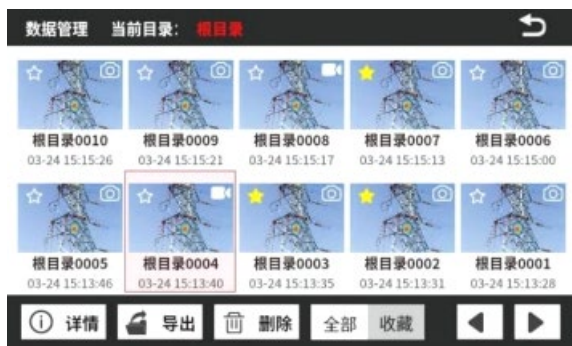 数据管理 当前目录: 根目录
根目录0010 根目录0009 根目录0008 根目录0007 根目录0006
03-24 15:15:26 03-24 15:15:21 03-24 15:15:17 03-24 15:15:13 03-24 15:15:00
根目录0005 根目录0004 根目录0003 根目录0002 根目录0001
03-24 15:13:46 03-24 15:13:40 03-24 15:13:35 03-24 15:13:31 03-24 15:13:28
详情 导出 删除 全部 收藏